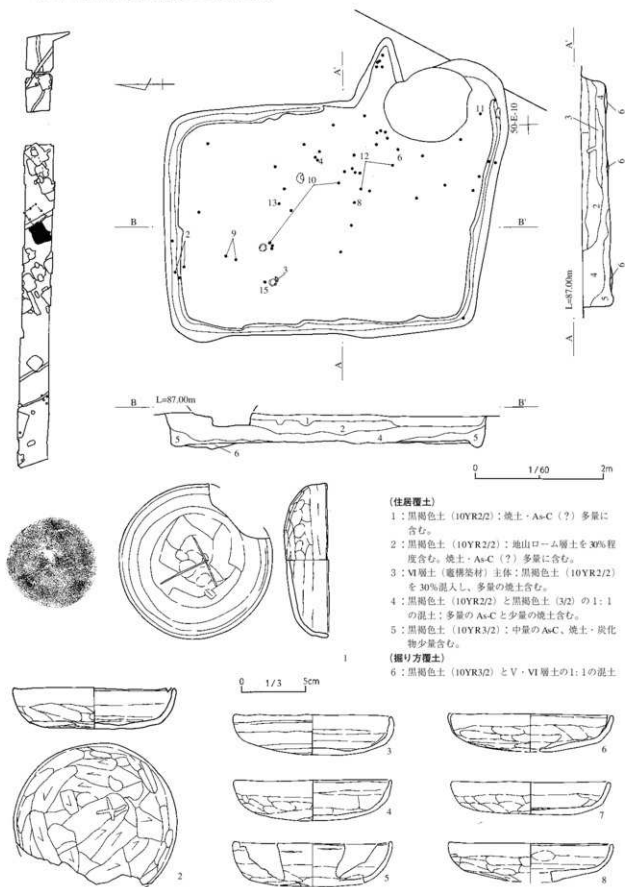 A'
A'
11
50-E-10
4
12
6
10
13
8
B
B'
2
9
3
15
A
A
L=87.00m
4
6
3
1
6
2
4
6
5
B
L=87.00m
B'
1
2
5
4
5
6
0 1/60 2m
(住居覆土)
1:黒褐色土(10YR2/2):焼土・As-C(?)多量に
含む。
2:黒褐色土(10YR2/2):地山ローム層土を30%程
度含む。焼土・As-C(?)多量に含む。
3:VI層土(竈構築材)主体:黒褐色土(10YR2/2)
を30%混入し、多量の焼土含む。
4:黒褐色土(10YR2/2)と黒褐色土(3/2)の1:1
の混土:多量のAs-Cと少量の焼土含む。
5:黒褐色土(10YR3/2):中量のAs-C、焼土・炭化
物少量含む。
(掘り方覆土)
6:黒褐色土(10YR3/2)とV・VI層土の1:1の混土
1
0 1/3 5cm
2
3
4
5
6
7
8